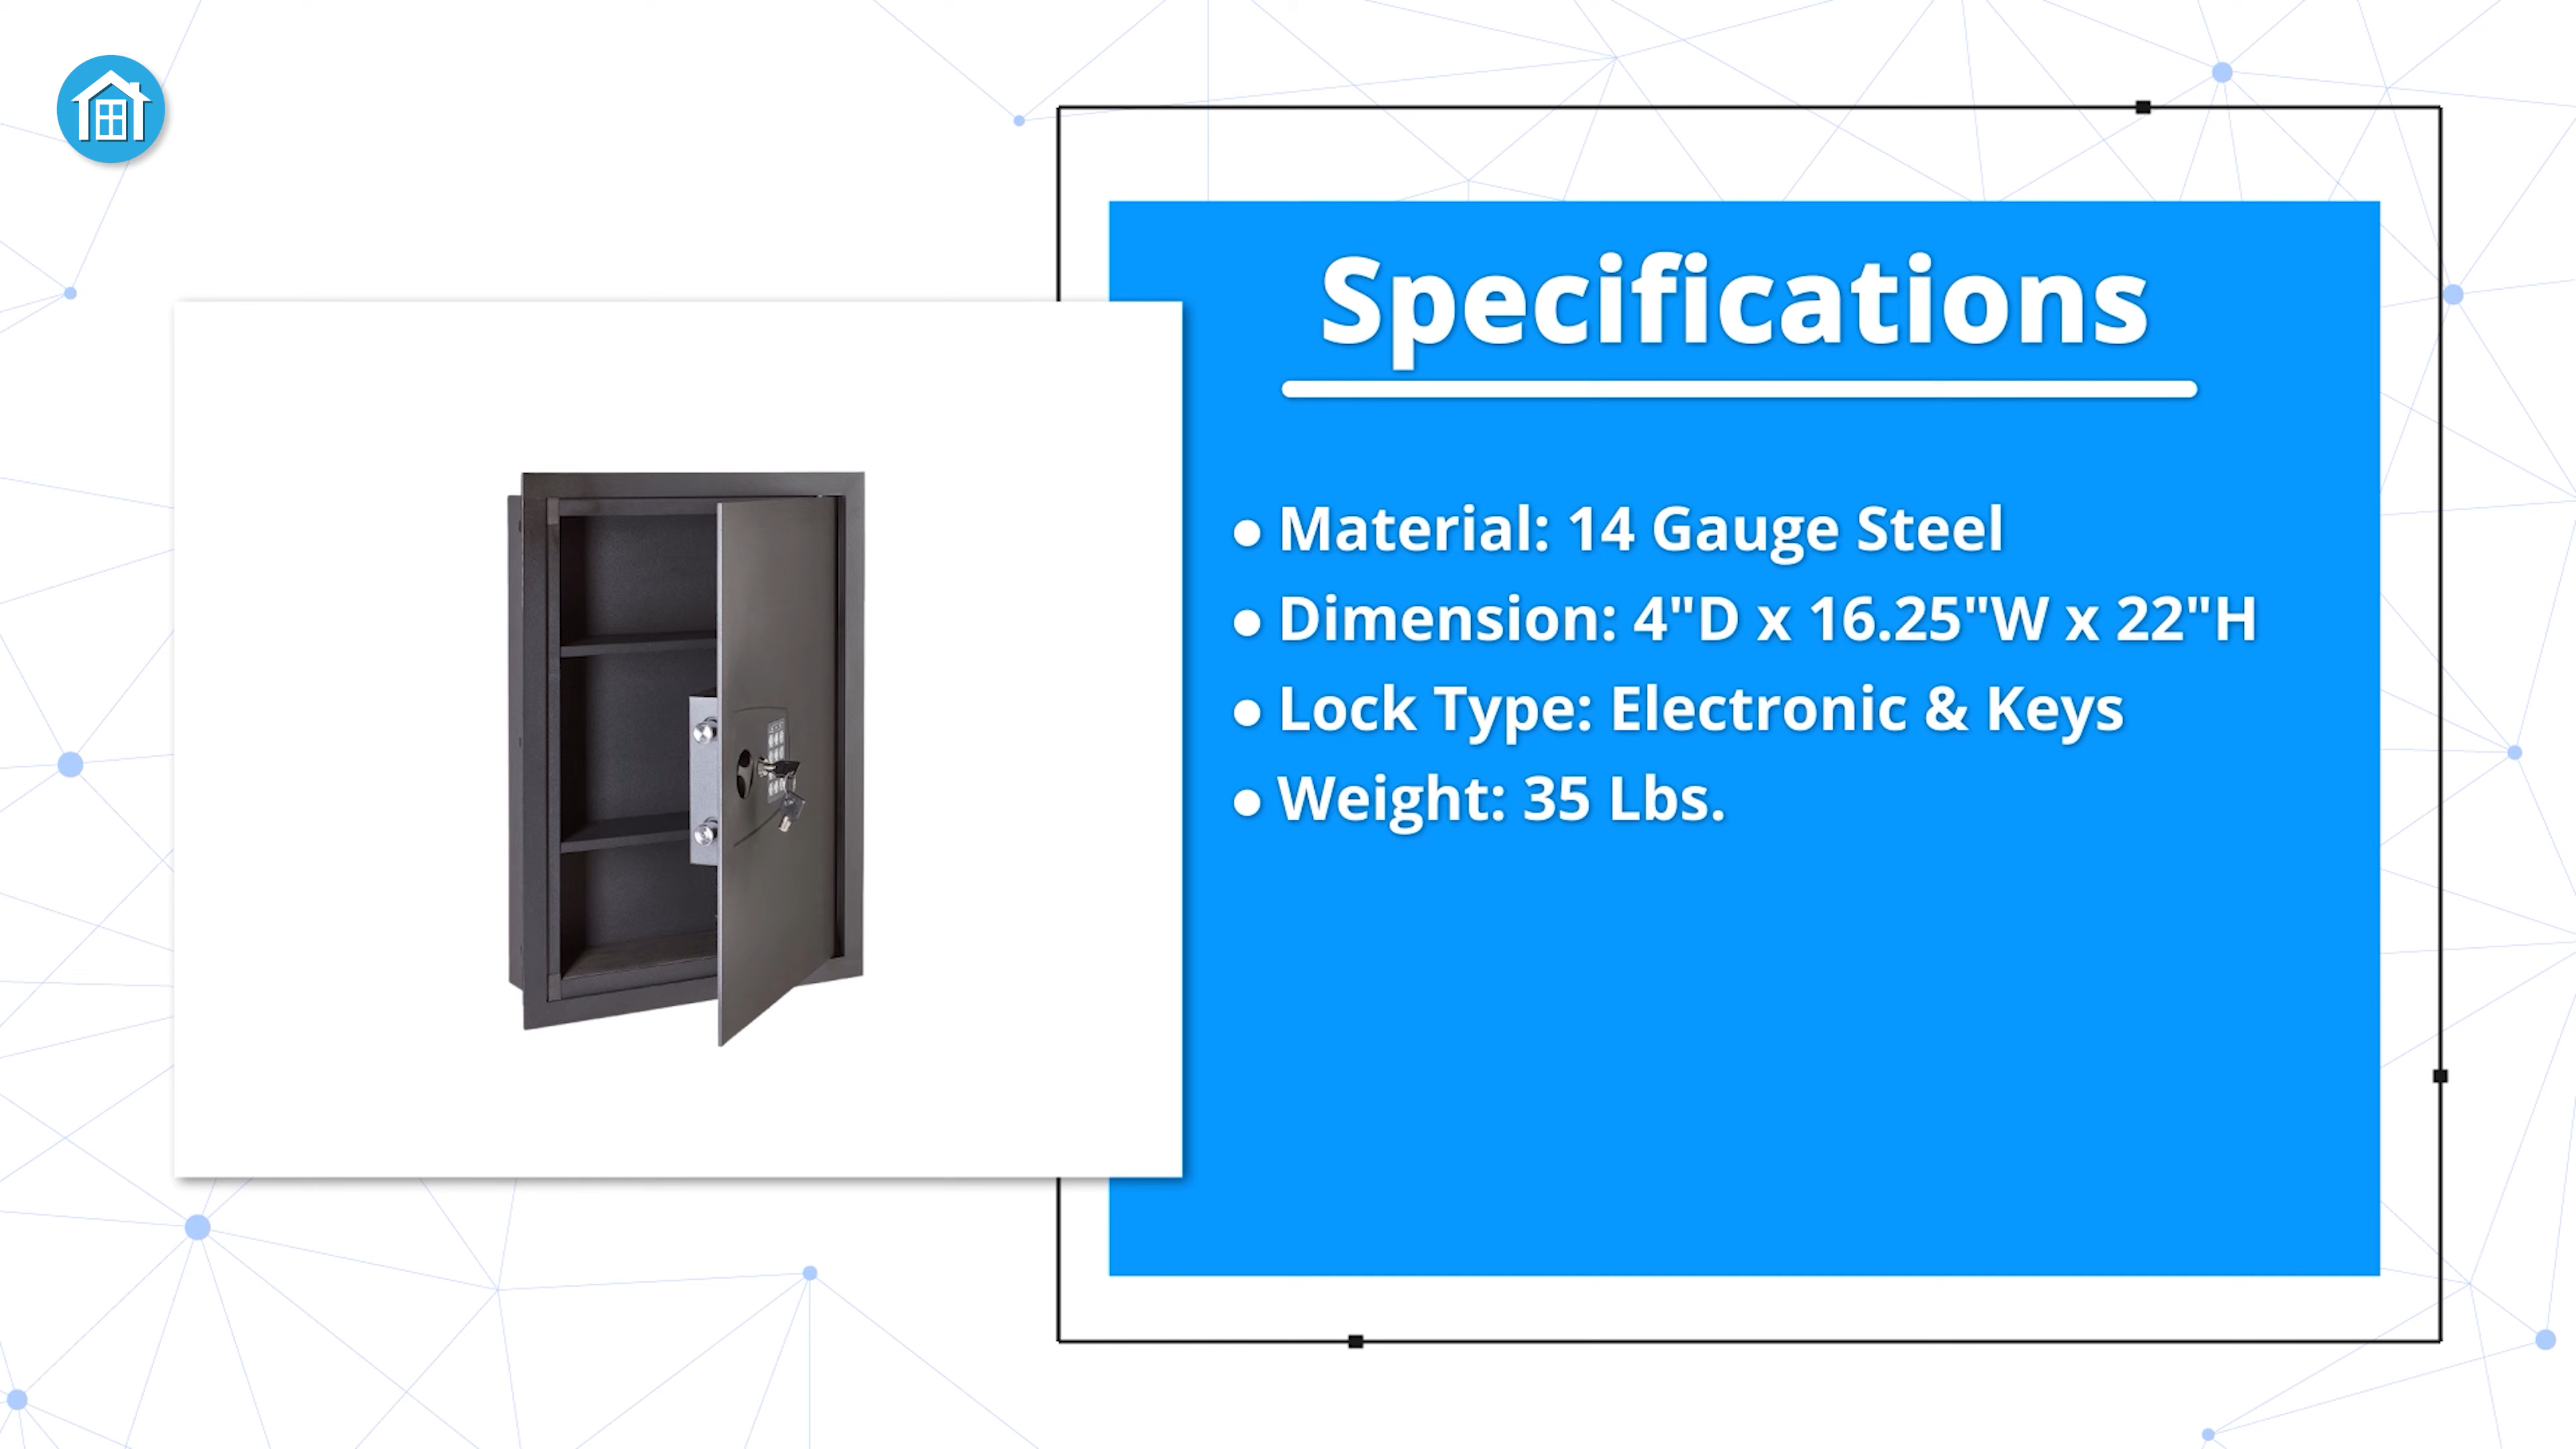 Specifications
● Material: 14 Gauge Steel
● Dimension: 4"D x 16.25"W x 22"H
● Lock Type: Electronic & Keys
● Weight: 35 Lbs.